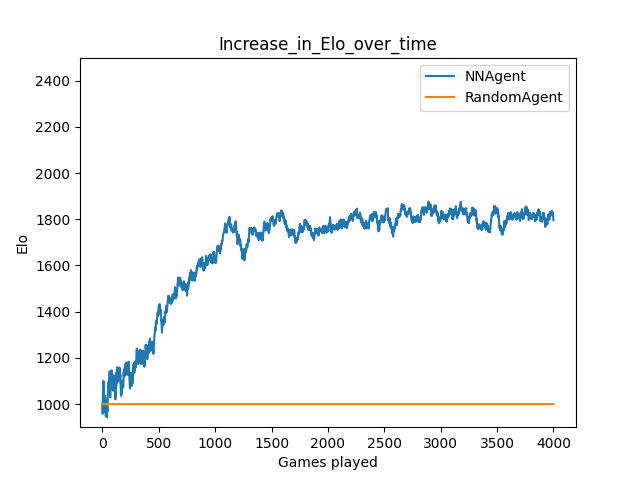 Increase_in_Elo_over_time
NNAgent
RandomAgent
2400
2200
2000
1800
1600
1400
1200
1000
Elo
0 500 1000 1500 2000 2500 3000 3500 4000
Games played